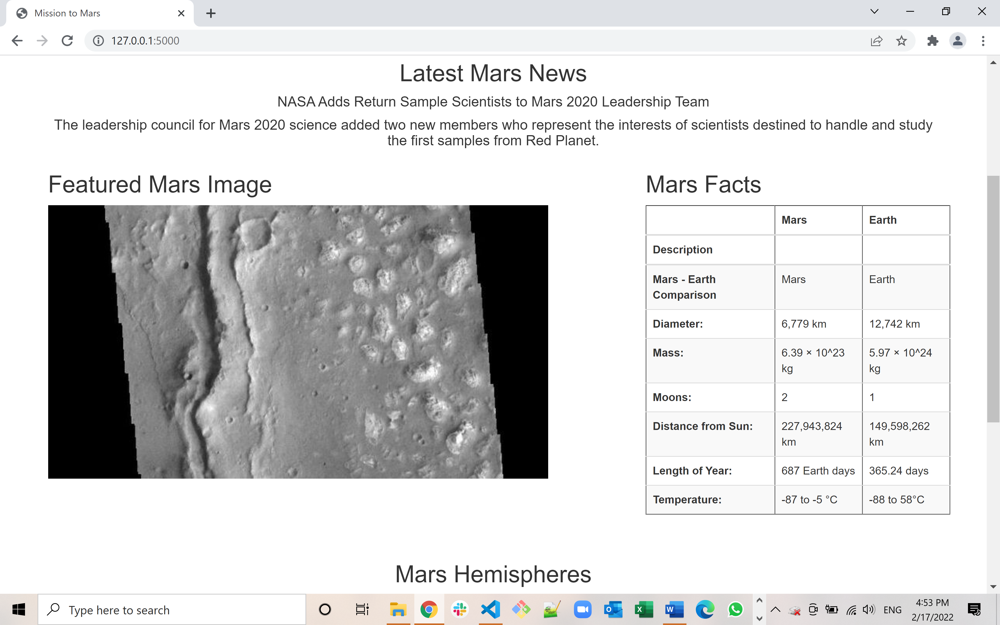 Mission to Mars
127.0.0.1:5000
Latest Mars News
NASA Adds Return Sample Scientists to Mars 2020 Leadership Team
The leadership council for Mars 2020 science added two new members who represent the interests of scientists destined to handle and study
the first samples from Red Planet.
Featured Mars Image
Mars Facts
Mars Earth
Description
Mars - Earth Mars Earth
Comparison
Diameter: 6,779 km 12,742 km
Mass: 6.39 × 10^23 5.97 × 10^24
kg kg
Moons: 2 1
Distance from Sun: 227,943,824 149,598,262
km km
Length of Year: 687 Earth days 365.24 days
Temperature: -87 to -5 °C -88 to 58°C
Mars Hemispheres
Type here to search
ENG
4:53 PM
2/17/2022